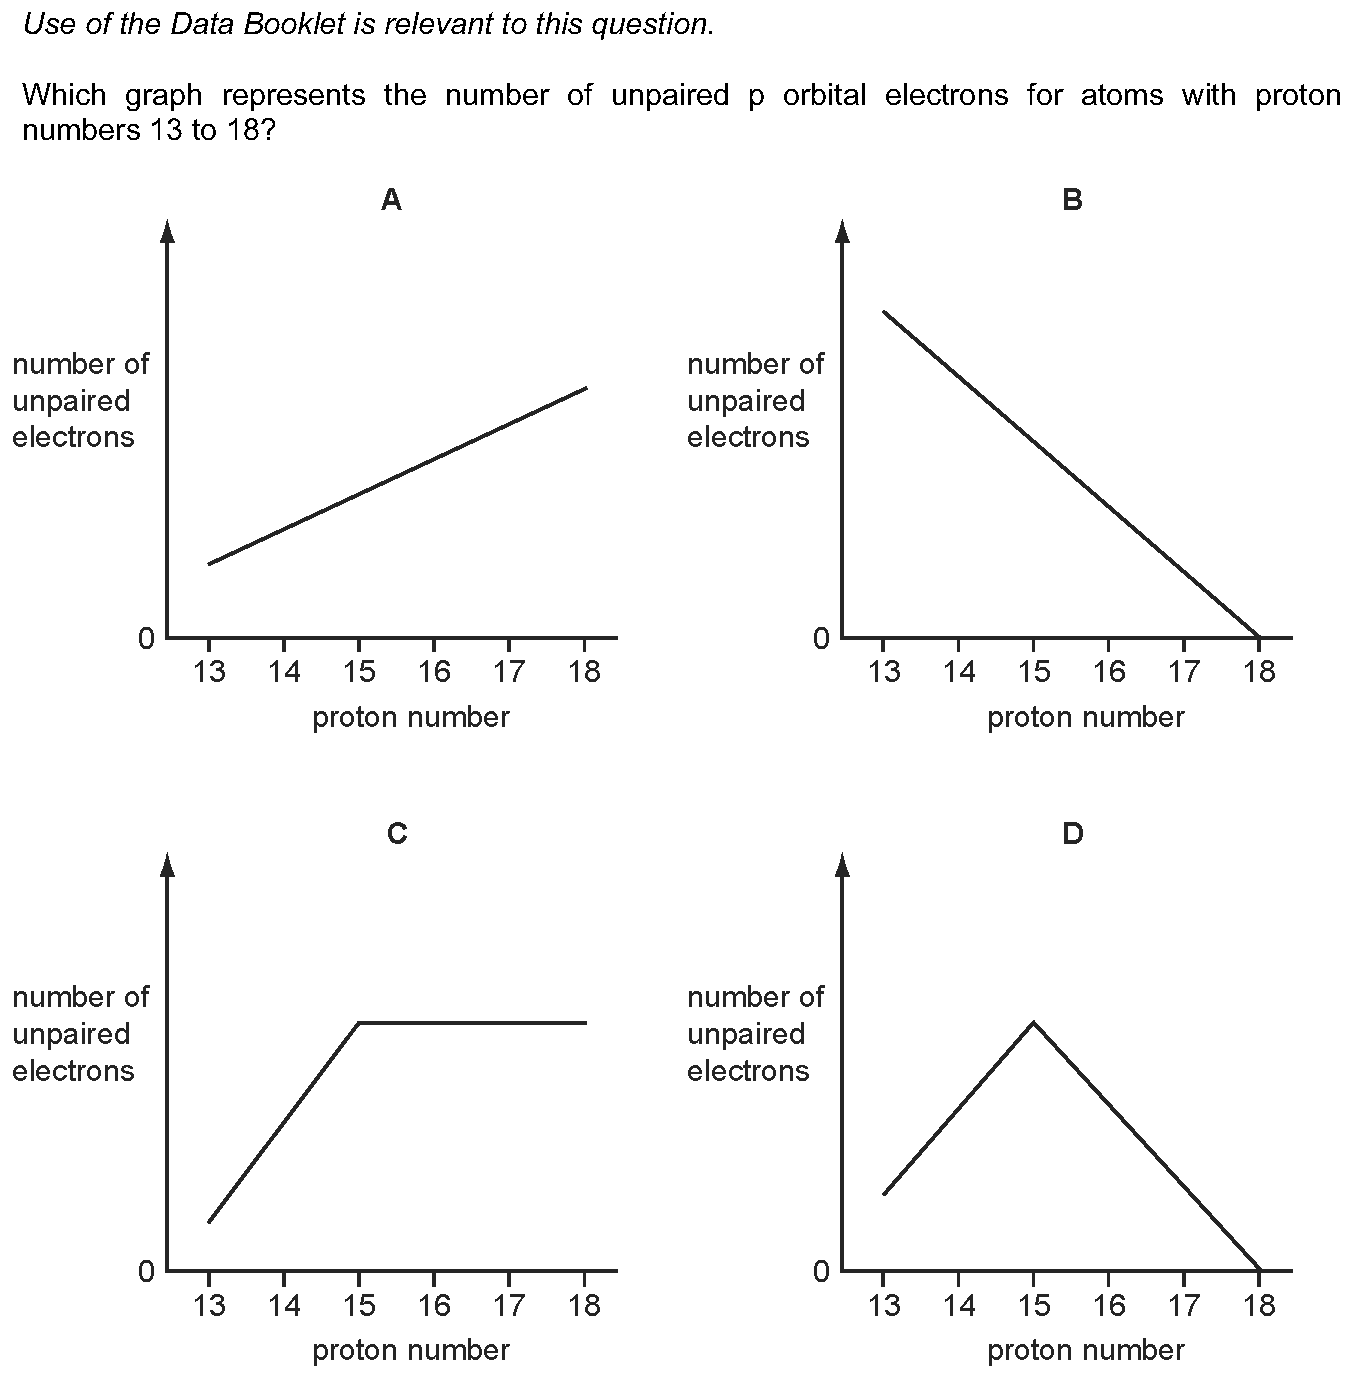 Use of the Data Booklet is relevant to this question.
Which graph represents the number of unpaired p orbital electrons for atoms with proton
numbers 13 to 18?
A
number of
unpaired
electrons
0
13 14 15 16 17 18
proton number
B
number of
unpaired
electrons
0
13 14 15 16 17 18
proton number
C
number of
unpaired
electrons
0
13 14 15 16 17 18
proton number
D
number of
unpaired
electrons
0
13 14 15 16 17 18
proton number